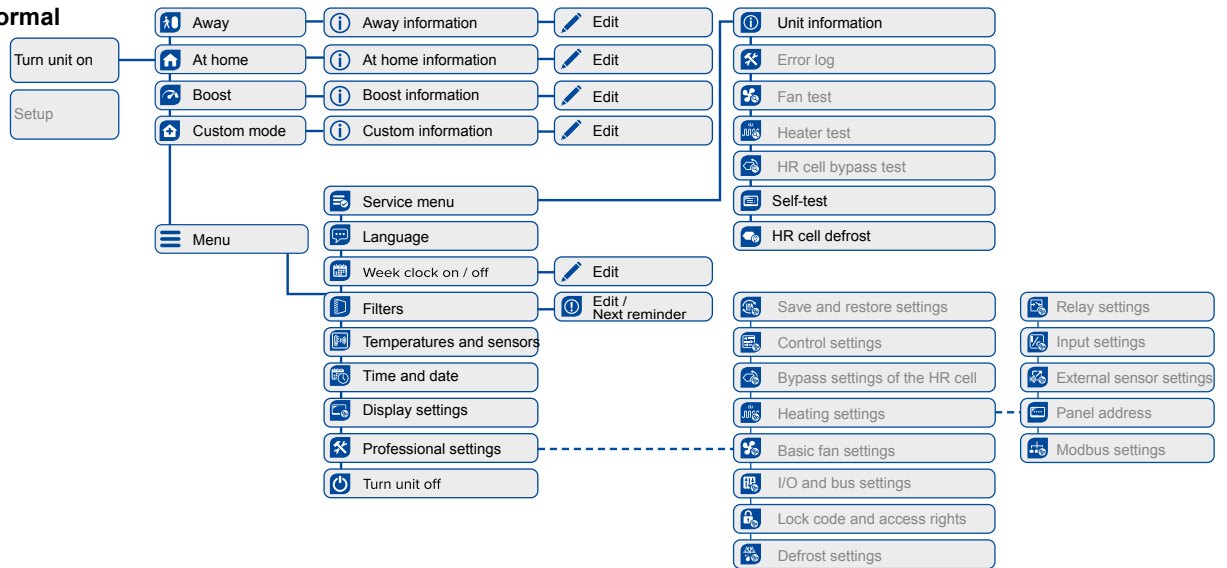 ormal
Turn unit on
Setup
Away
Away information
Edit
At home
At home information
Edit
Boost
Boost information
Edit
Custom mode
Custom information
Edit
Menu
Service menu
Language
Week clock on / off
Edit
Filters
Edit /
Next reminder
Temperatures and sensors
Time and date
Display settings
Professional settings
Turn unit off
Unit information
Error log
Fan test
Heater test
HR cell bypass test
Self-test
HR cell defrost
Save and restore settings
Control settings
Bypass settings of the HR cell
Heating settings
Basic fan settings
I/O and bus settings
Lock code and access rights
Defrost settings
Relay settings
Input settings
External sensor settings
Panel address
Modbus settings